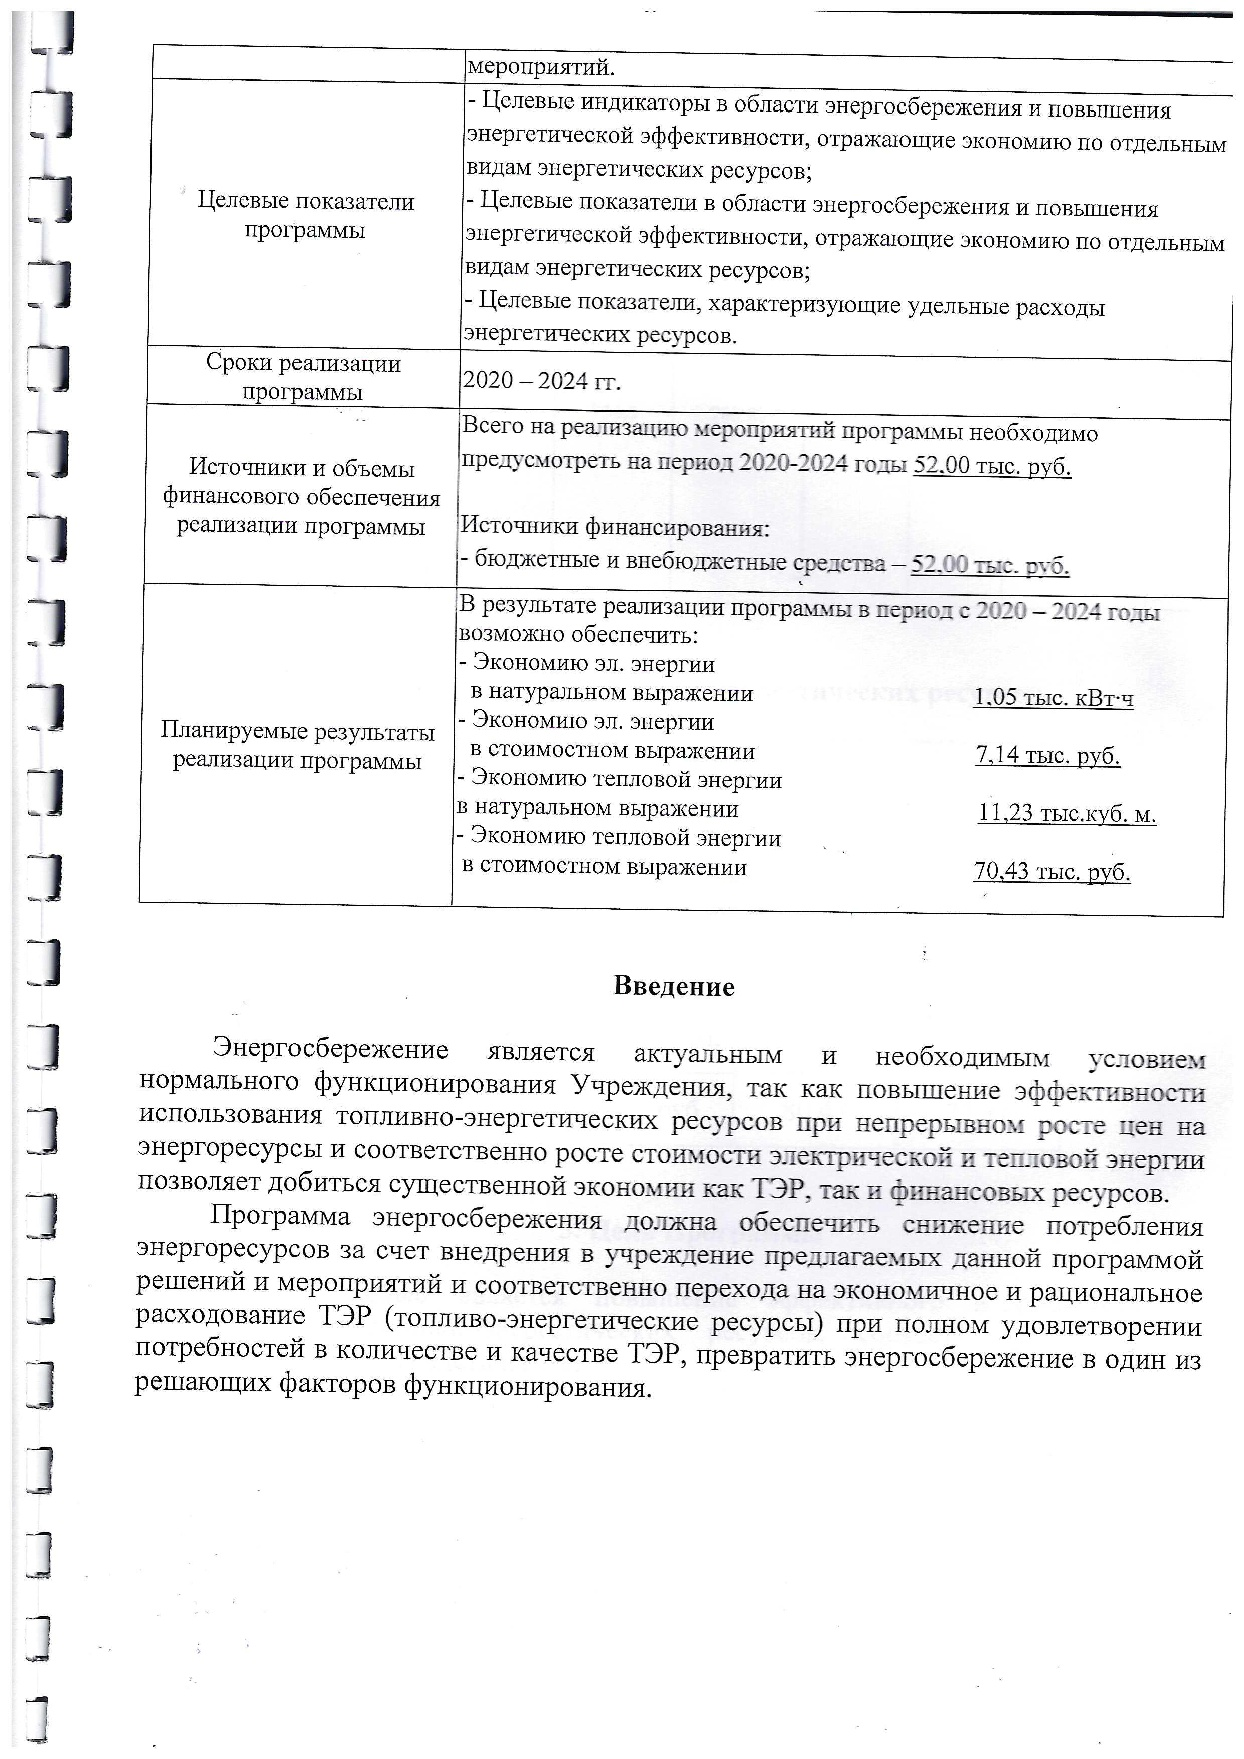 мероприятий.
Целевые показатели
программы
- Целевые индикаторы в области энергосбережения и повышения
энергетической эффективности, отражающие экономию по отдельным
видам энергетических ресурсов;
- Целевые показатели в области энергосбережения и повышения
энергетической эффективности, отражающие экономию по отдельным
видам энергетических ресурсов;
- Целевые показатели, характеризующие удельные расходы
энергетических ресурсов.
Сроки реализации
программы
2020 – 2024 гг.
Источники и объемы
финансового обеспечения
реализации программы
Всего на реализацию мероприятий программы необходимо
предусмотреть на период 2020-2024 годы 52,00 тыс. руб.
Источники финансирования:
- бюджетные и внебюджетные средства – 52,00 тыс. руб.
Планируемые результаты
реализации программы
В результате реализации программы в период с 2020 – 2024 годы
возможно обеспечить:
- Экономию эл. энергии
в натуральном выражении 1,05 тыс. кВт·ч
- Экономию эл. энергии
в стоимостном выражении 7,14 тыс. руб.
- Экономию тепловой энергии
в натуральном выражении 11,23 тыс.куб. м.
- Экономию тепловой энергии
в стоимостном выражении 70,43 тыс. руб.
Введение
Энергосбережение является актуальным и необходимым условием
нормального функционирования Учреждения, так как повышение эффективности
использования топливно-энергетических ресурсов при непрерывном росте цен на
энергоресурсы и соответственно росте стоимости электрической и тепловой энергии
позволяет добиться существенной экономии как ТЭР, так и финансовых ресурсов.
Программа энергосбережения должна обеспечить снижение потребления
энергоресурсов за счет внедрения в учреждение предлагаемых данной программой
решений и мероприятий и соответственно перехода на экономичное и рациональное
расходование ТЭР (топливо-энергетические ресурсы) при полном удовлетворении
потребностей в количестве и качестве ТЭР, превратить энергосбережение в один из
решающих факторов функционирования.